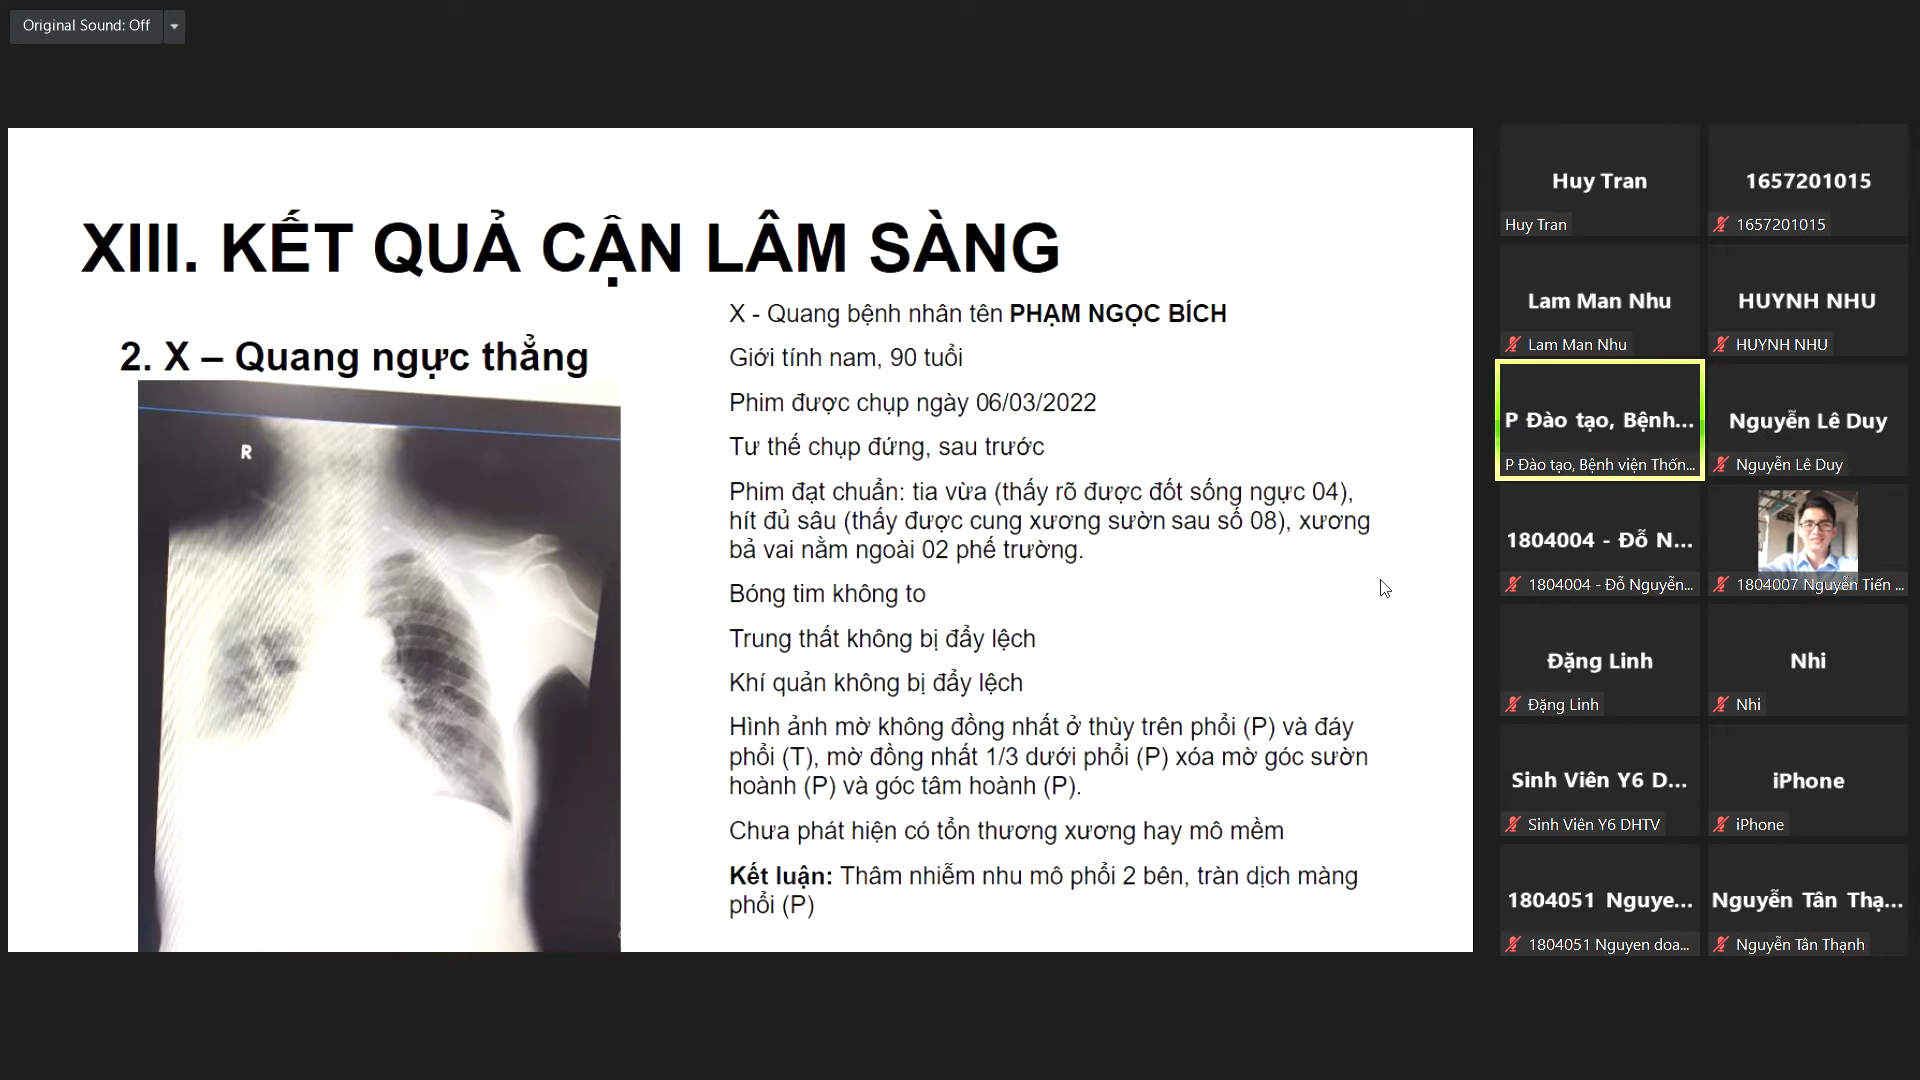 Original Sound: Off
XIII. KẾT QUẢ CẬN LÂM SÀNG
2. X – Quang ngực thẳng
R
X - Quang bệnh nhân tên PHẠM NGỌC BÍCH
Giới tính nam, 90 tuổi
Phim được chụp ngày 06/03/2022
Tư thế chụp đứng, sau trước
Phim đạt chuẩn: tia vừa (thấy rõ được đốt sống ngực 04),
hít đủ sâu (thấy được cung xương sườn sau số 08), xương
bả vai nằm ngoài 02 phế trường.
Bóng tim không to
Trung thất không bị đẩy lệch
Khí quản không bị đẩy lệch
Hình ảnh mờ không đồng nhất ở thùy trên phổi (P) và đáy
phổi (T), mờ đồng nhất 1/3 dưới phổi (P) xóa mờ góc sườn
hoành (P) và góc tâm hoành (P).
Chưa phát hiện có tổn thương xương hay mô mềm
Kết luận: Thâm nhiễm nhu mô phổi 2 bên, tràn dịch màng
phổi (P)
Huy Tran
Huy Tran
1657201015
1657201015
Lam Man Nhu
Lam Man Nhu
HUYNH NHU
HUYNH NHU
P Đào tạo, Bệnh...
P Đào tạo, Bệnh viện Thốn...
Nguyễn Lê Duy
Nguyễn Lê Duy
1804004 - Đỗ N...
1804004 - Đỗ Nguyễn...
1804007 Nguyễn Tiến ...
Đặng Linh
Đặng Linh
Nhi
Nhi
Sinh Viên Y6 D...
Sinh Viên Y6 DHTV
iPhone
iPhone
1804051 Nguye...
1804051 Nguyen doa...
Nguyễn Tân Thạ...
Nguyễn Tân Thạnh